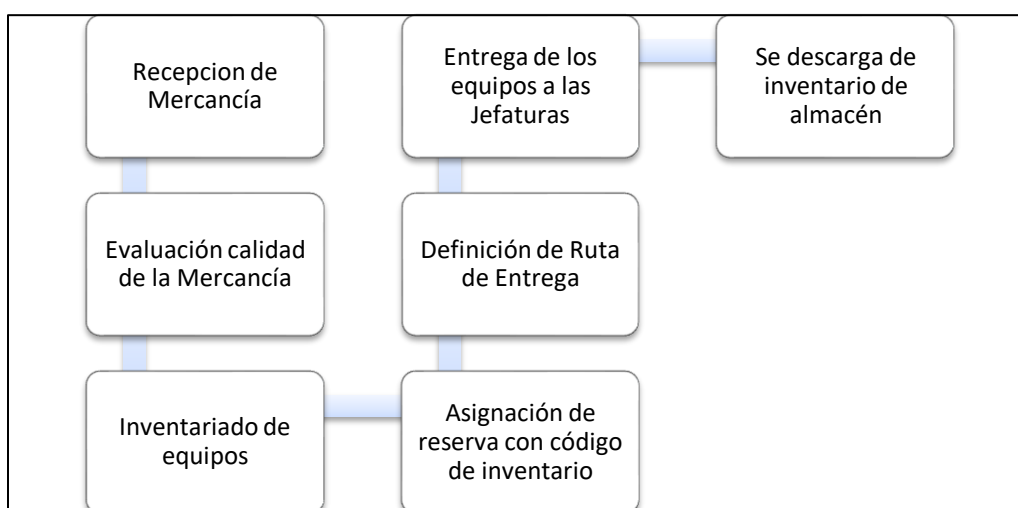 Recepcion de
Mercancía
Evaluación calidad
de la Mercancía
Inventariado de
equipos
Asignación de
reserva con código
de inventario
Definición de Ruta
de Entrega
Entrega de los
equipos a las
Jefaturas
Se descarga de
inventario de
almacén